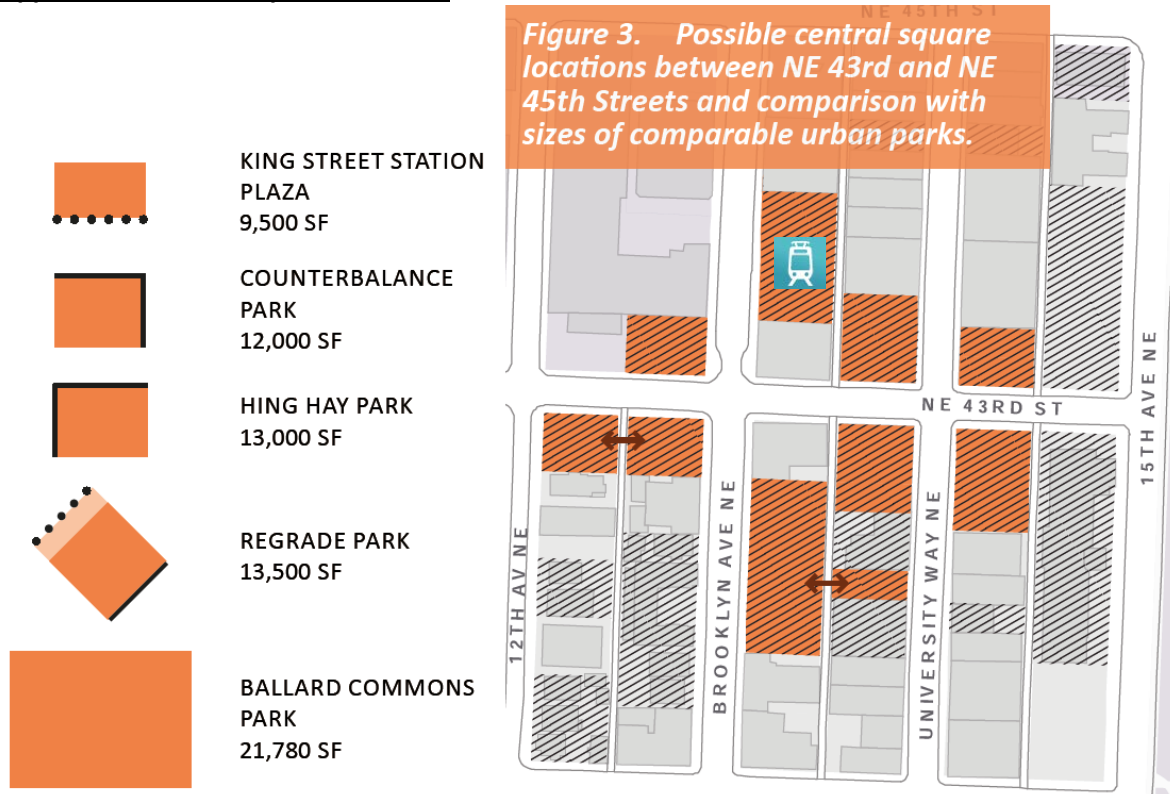 NE 45TH ST
Figure 3. Possible central square
locations between NE 43rd and NE
45th Streets and comparison with
sizes of comparable urban parks.
KING STREET STATION
PLAZA
9,500 SF
COUNTERBALANCE
PARK
12,000 SF
HING HAY PARK
13,000 SF
REGRADE PARK
13,500 SF
BALLARD COMMONS
PARK
21,780 SF
NE 43RD ST
12TH AV NE
BROOKLYN AVE NE
UNIVERSITY WAY NE
15TH AVE NE